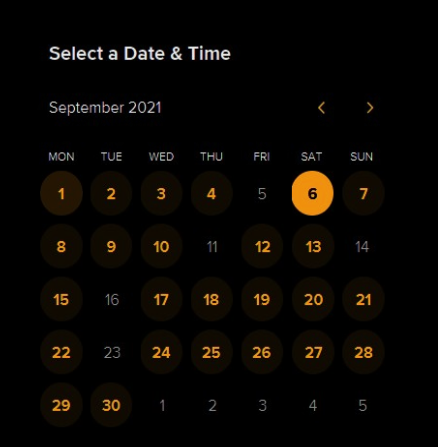 Select a Date & Time
September 2021
MON TUE WED THU FRI SAT SUN
1 2 3 4 5 6 7
8 9 10 11 12 13 14
15 16 17 18 19 20 21
22 23 24 25 26 27 28
29 30 1 2 3 4 5